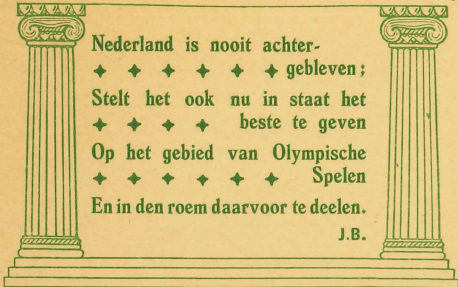 Nederland is nooit achter-
✦ ✦ ✦ ✦ ✦ ✦ gebleven;
Stelt het ook nu in staat het
✦ ✦ ✦ ✦ beste te geven
Op het gebied van Olympische
✦ ✦ ✦ ✦ ✦ ✦ Spelen
En in den roem daarvoor te deelen.
J.B.